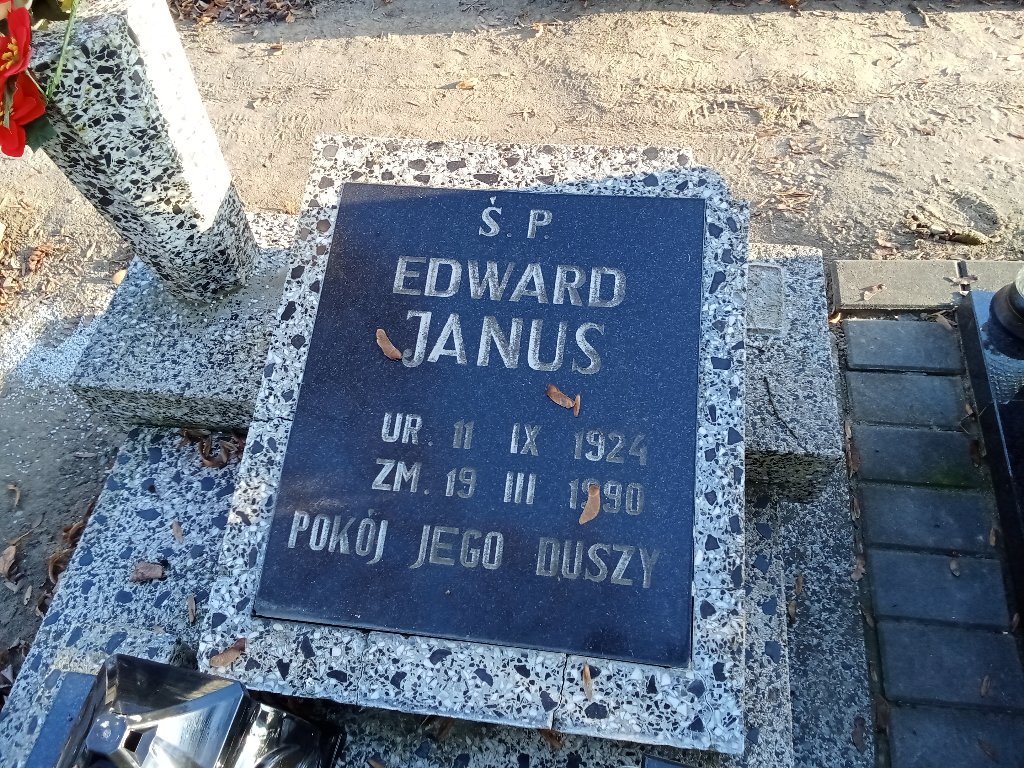 Ś. P.
EDWARD
JANUS
UR. 11 IX 1924
ZM. 19 III 1990
POKÓJ JEGO DUSZY